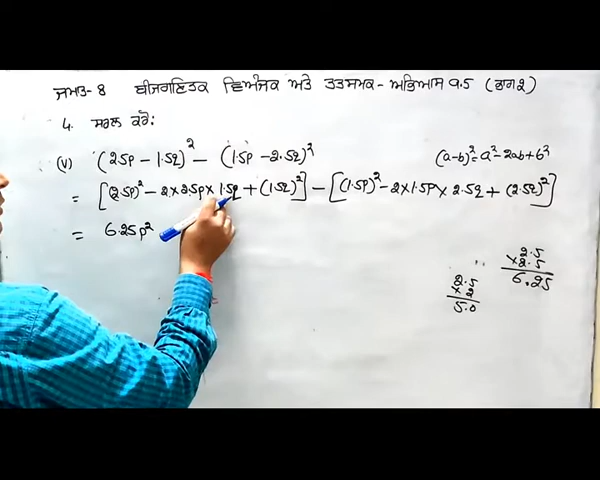 ਜਮਾਤ- 8 ਬੀਜਗਣਿਤਕ ਵਿਅੰਜਕ ਅਤੇ ਤਤਸਮਕ - ਅਭਿਆਸ 9.5 (ਭਾਗ 2)
4. ਸਰਲ ਕਰੋ:
(v) (2.5p - 1.5q)² - (1.5p - 2.5q)² (a-b)² = a² - 2ab + b²
= [(2.5p)² - 2×2.5p×1.5q + (1.5q)²] - [(1.5p)² - 2×1.5p×2.5q + (2.5q)²]
= 6.25p²
2.5
×2.5
6.25
2.5
×2
5.0